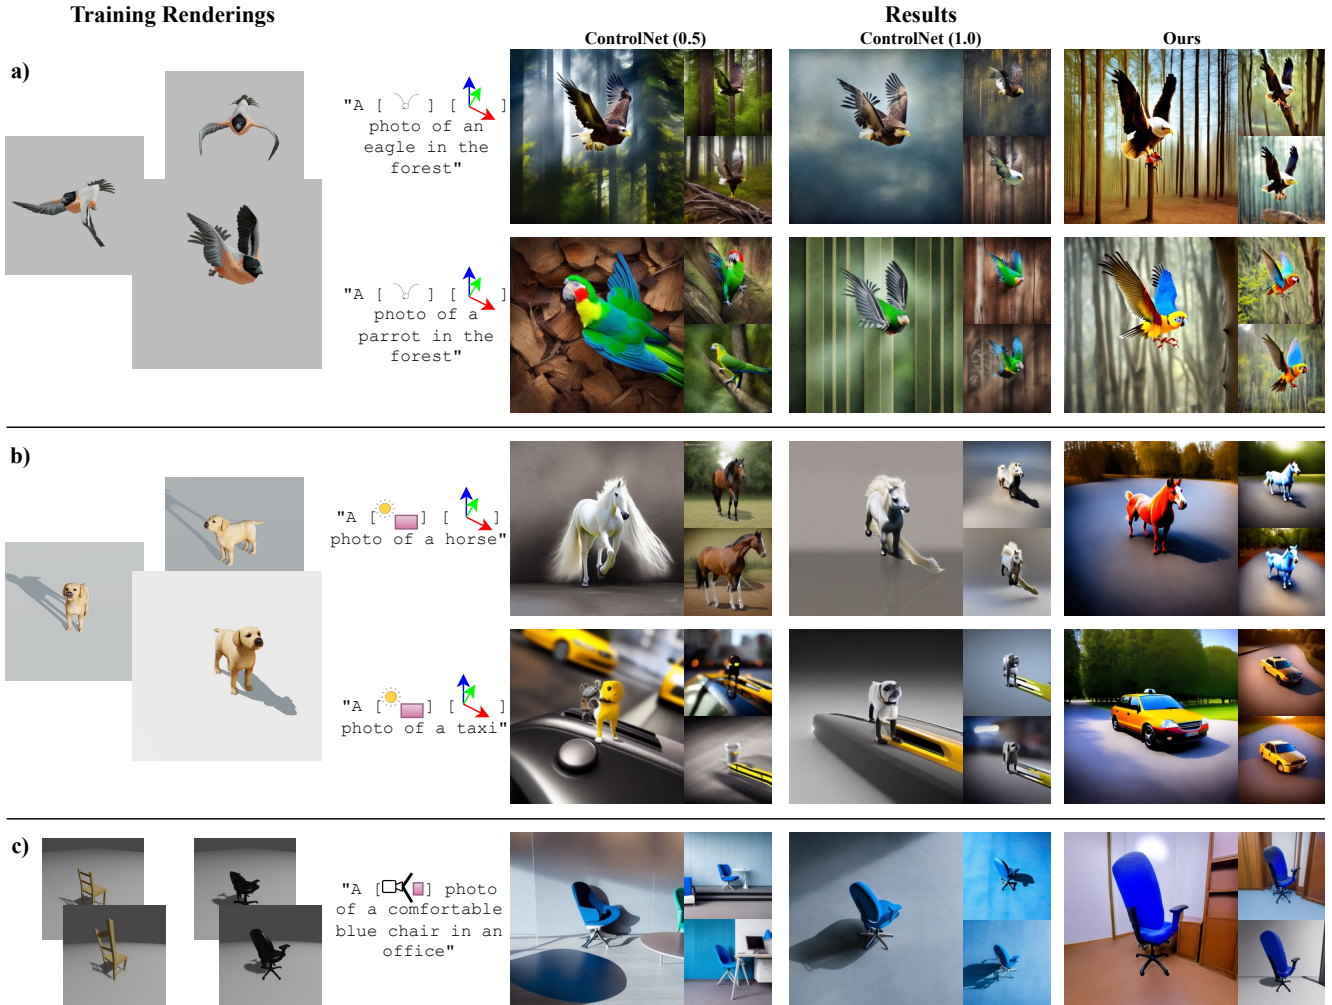 Training Renderings
Results
ControlNet (0.5)
ControlNet (1.0)
Ours
a)
"A [ ] [ ]
photo of an
eagle in the
forest"
"A [ ] [ ]
photo of a
parrot in the
forest"
b)
"A [ ] [ ]
photo of a horse"
"A [ ] [ ]
photo of a taxi"
c)
"A [ ] photo
of a comfortable
blue chair in an
office"